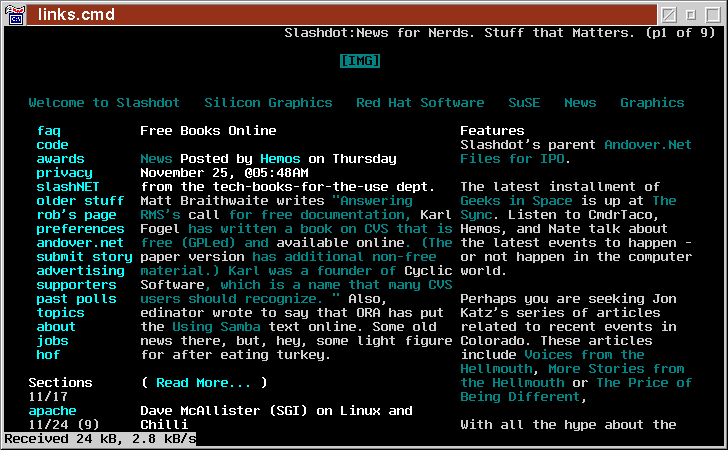 links.cmd
Slashdot:News for Nerds. Stuff that Matters. (p1 of 9)
[IMG]
Welcome to Slashdot Silicon Graphics Red Hat Software SuSE News Graphics
faq
code
awards
privacy
slashNET
older stuff
rob's page
preferences
andover.net
submit story
advertising
supporters
past polls
topics
about
jobs
hof
Sections
11/17
apache
11/24 (9)
Free Books Online
News Posted by Hemos on Thursday
November 25, @05:48AM
from the tech-books-for-the-use dept.
Matt Braithwaite writes "Answering
RMS's call for free documentation, Karl
Fogel has written a book on CVS that is
free (GPLed) and available online. (The
paper version has additional non-free
material.) Karl was a founder of Cyclic
Software, which is a name that many CVS
users should recognize. " Also,
edinator wrote to say that ORA has put
the Using Samba text online. Some old
news there, but, hey, some light figure
for after eating turkey.
( Read More... )
Dave McAllister (SGI) on Linux and
Chilli
Features
Slashdot's parent Andover.Net
Files for IPO.
The latest installment of
Geeks in Space is up at The
Sync. Listen to CmdrTaco,
Hemos, and Nate talk about
the latest events to happen -
or not happen in the computer
world.
Perhaps you are seeking Jon
Katz's series of articles
related to recent events in
Colorado. These articles
include Voices from the
Hellmouth, More Stories from
the Hellmouth or The Price of
Being Different,
With all the hype about the
Received 24 kB, 2.8 kB/s